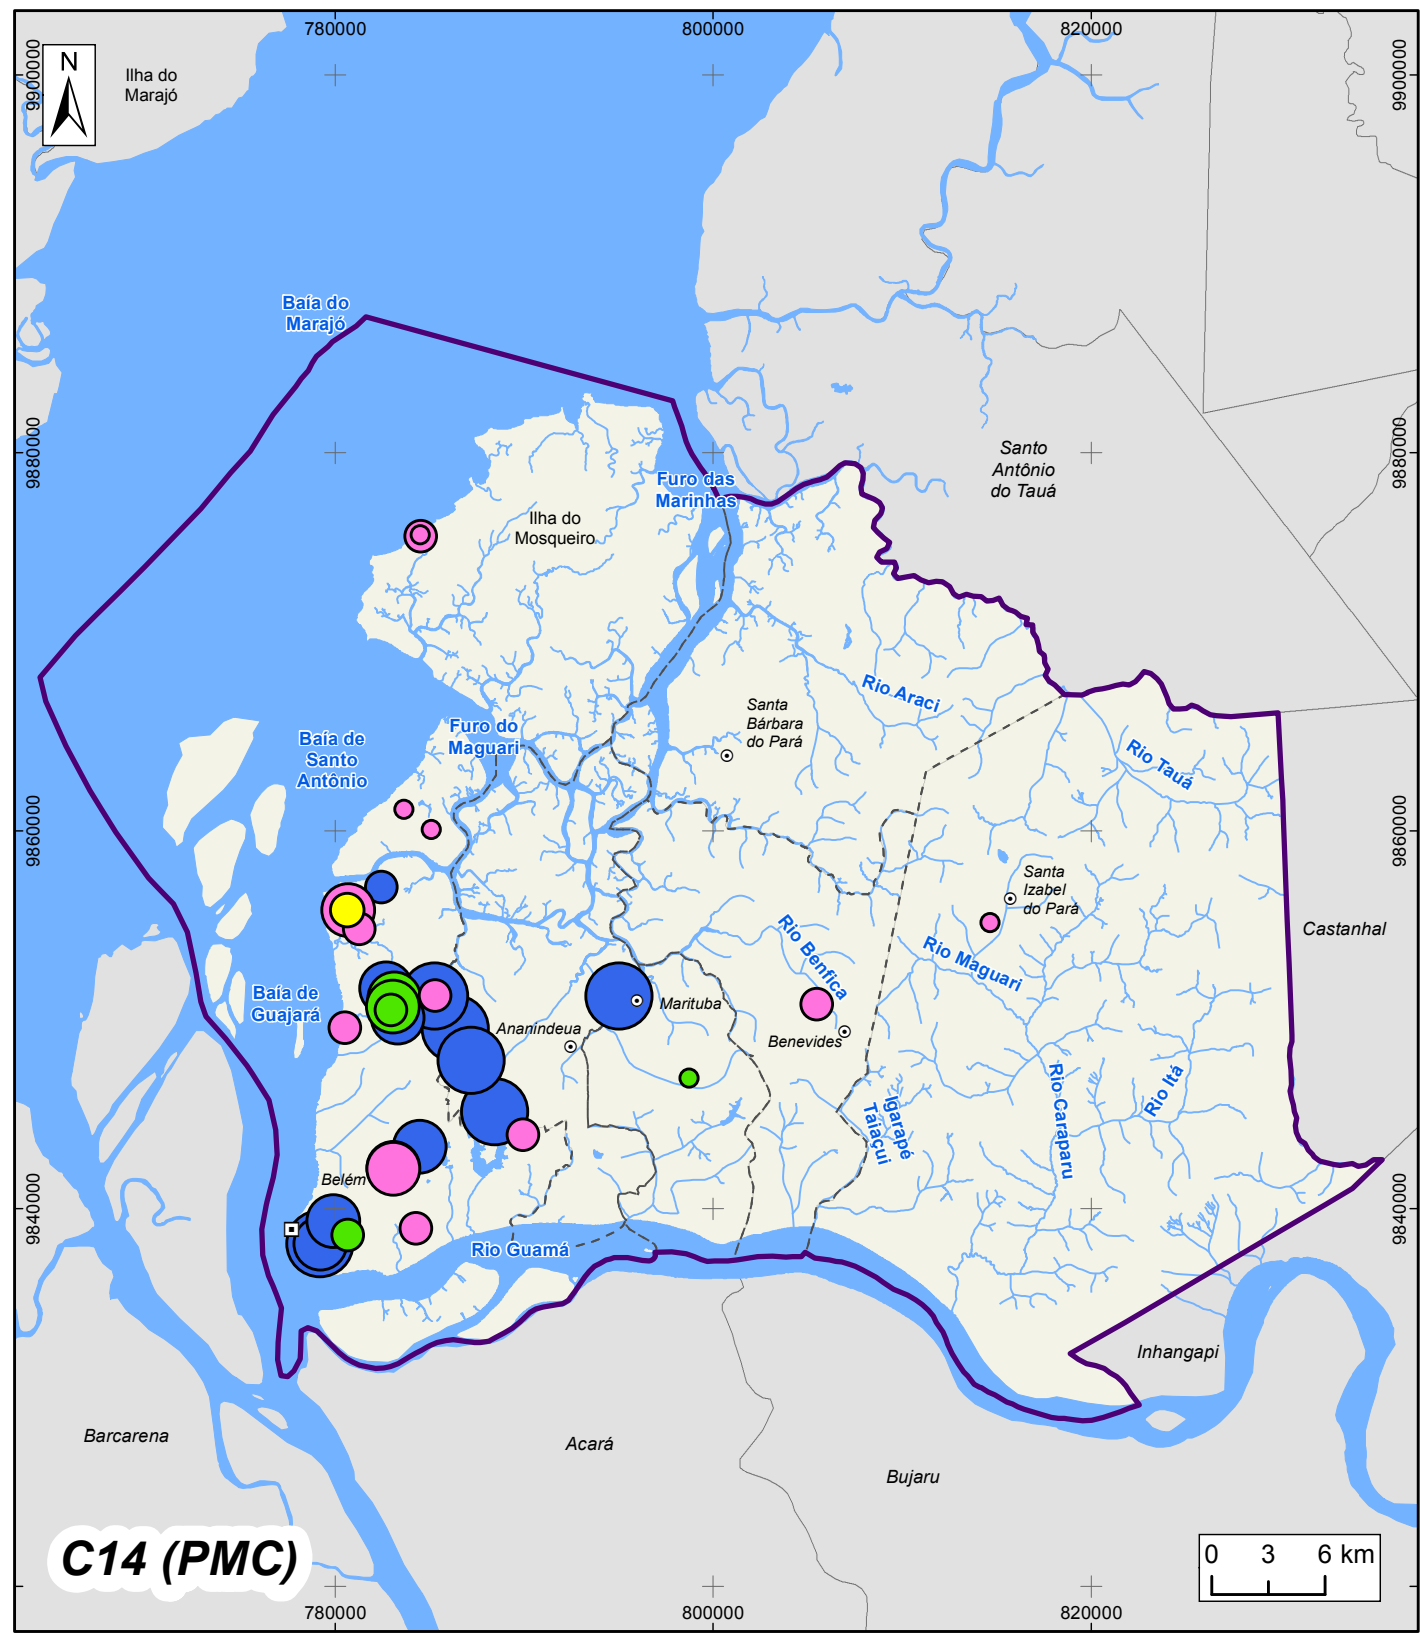 780000
800000
820000
9900000
9900000
N
Ilha do
Marajó
Baía do
Marajó
9880000
9880000
Santo
Antônio
do Tauá
Furo das
Marinhas
Ilha do
Mosqueiro
Rio Araci
Santa
Bárbara
do Pará
Furo do
Maguari
Baía de
Santo
Antônio
Rio Tauá
9860000
9860000
Santa
Izabel
do Pará
Castanhal
Rio Benfica
Rio Maguari
Baía de
Guajará
Marituba
Ananindeua
Benevides
Igarapé
Taiaçui
Rio Caraparu
Rio Itá
Belém
9840000
9840000
Rio Guamá
Inhangapi
Barcarena
Acará
Bujaru
C14 (PMC)
0 3 6 km
780000
800000
820000